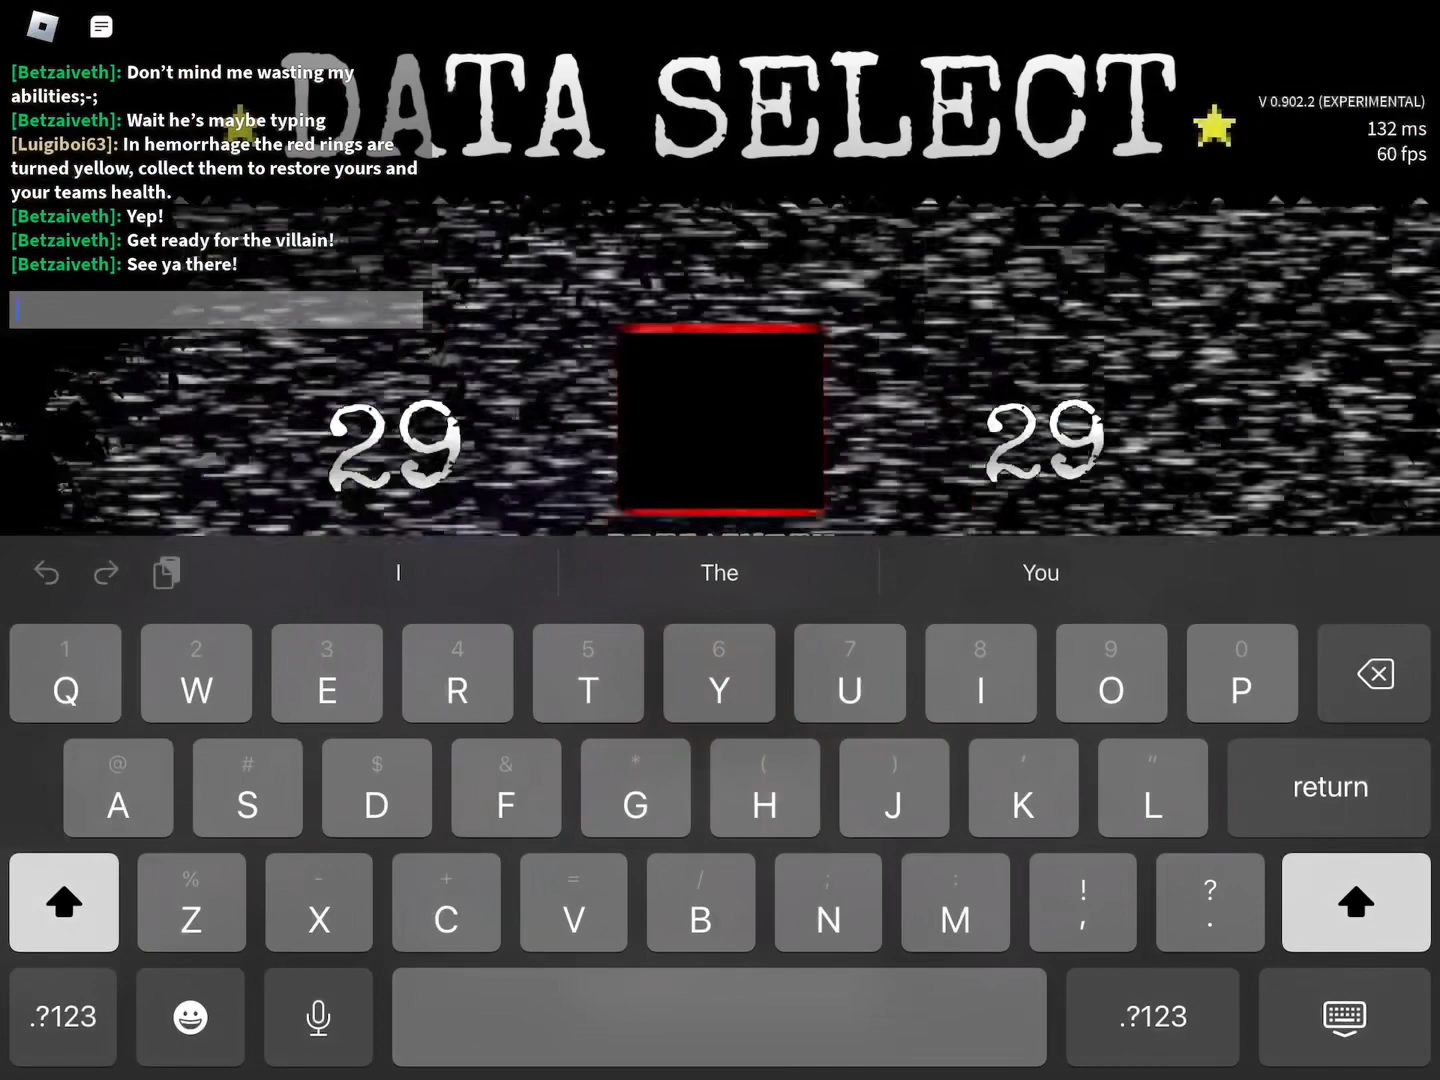 DATA SELECT
[Betzaiveth]: Don’t mind me wasting my
abilities;-;
[Betzaiveth]: Wait he’s maybe typing
[Luigiboi63]: In hemorrhage the red rings are
turned yellow, collect them to restore yours and
your teams health.
[Betzaiveth]: Yep!
[Betzaiveth]: Get ready for the villain!
[Betzaiveth]: See ya there!
V 0.902.2 (EXPERIMENTAL)
132 ms
60 fps
29
29
I The You
1 2 3 4 5 6 7 8 9 0
Q W E R T Y U I O P
@ # $ & * ( ) ' "
A S D F G H J K L return
% - + = / ; : ! ?
Z X C V B N M , .
.?123 .?123